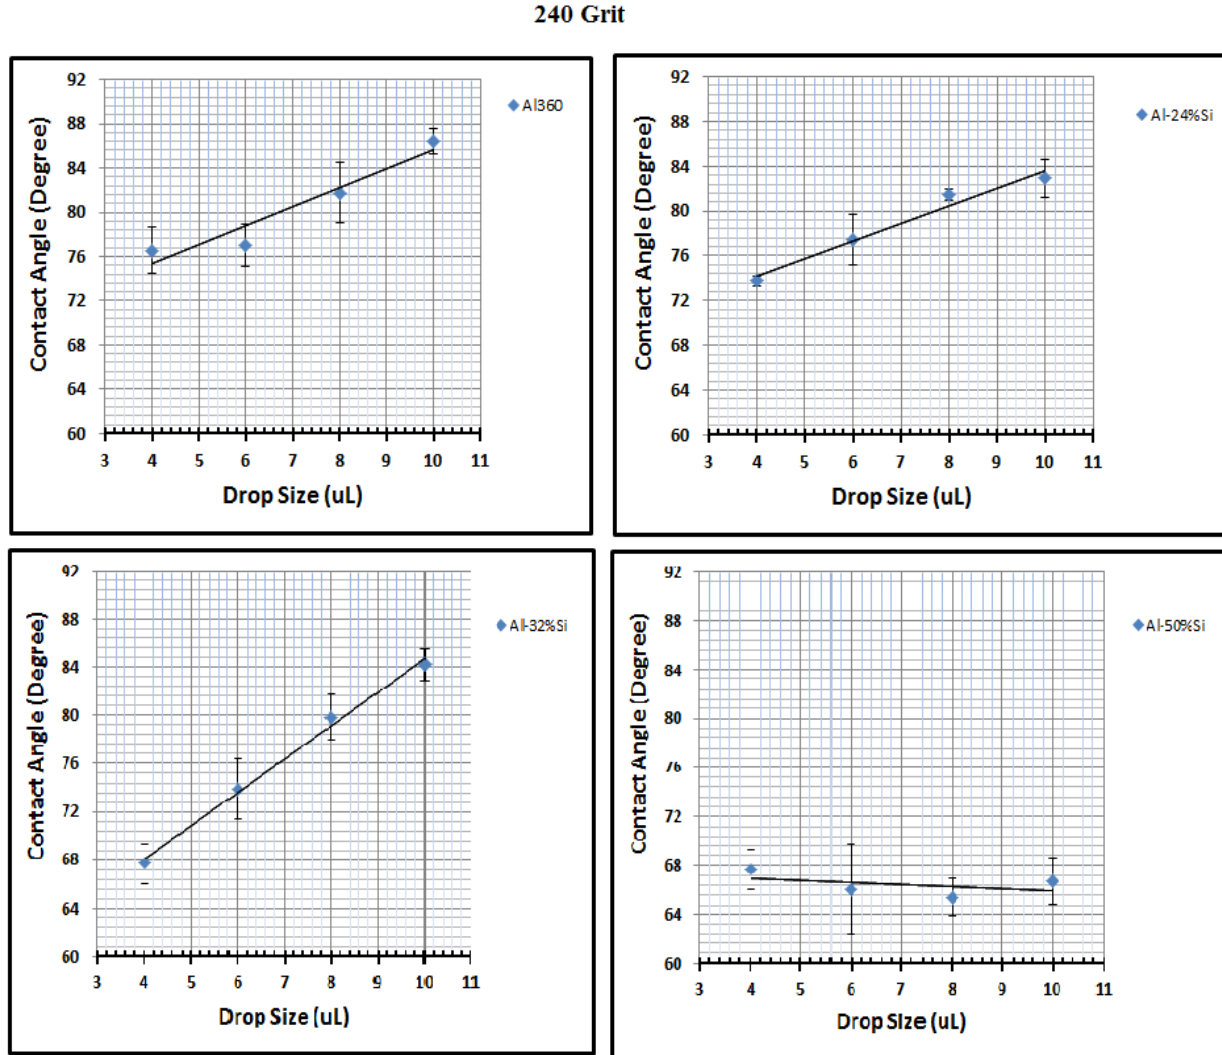 240 Grit
92
88
84
80
76
72
68
64
60
Contact Angle (Degree)
3 4 5 6 7 8 9 10 11
Drop Size (uL)
Al360
92
88
84
80
76
72
68
64
60
Contact Angle (Degree)
3 4 5 6 7 8 9 10 11
Drop Size (uL)
Al-24%Si
92
88
84
80
76
72
68
64
60
Contact Angle (Degree)
3 4 5 6 7 8 9 10 11
Drop Size (uL)
Al-32%Si
92
88
84
80
76
72
68
64
60
Contact Angle (Degree)
3 4 5 6 7 8 9 10 11
Drop Size (uL)
Al-50%Si